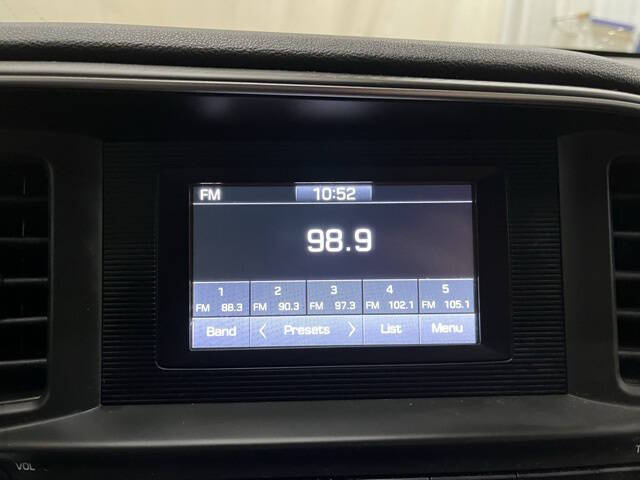 FM 10:52
98.9
1 2 3 4 5
FM 88.3 FM 90.3 FM 97.3 FM 102.1 FM 105.1
Band < Presets > List Menu
VOL